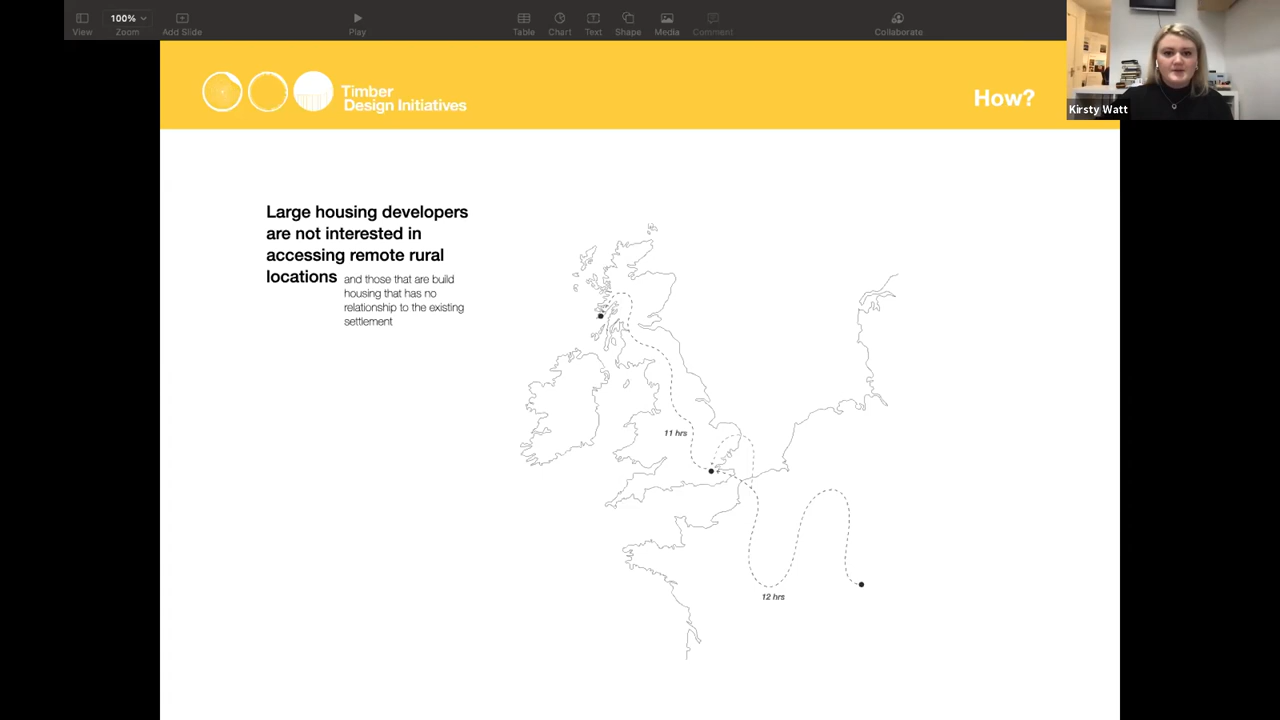 100%
View
Zoom
Add Slide
Play
Table
Chart
Text
Shape
Media
Comment
Collaborate
Kirsty Watt
Timber
Design Initiatives
How?
Large housing developers
are not interested in
accessing remote rural
locations and those that are build
housing that has no
relationship to the existing
settlement
11 hrs
12 hrs